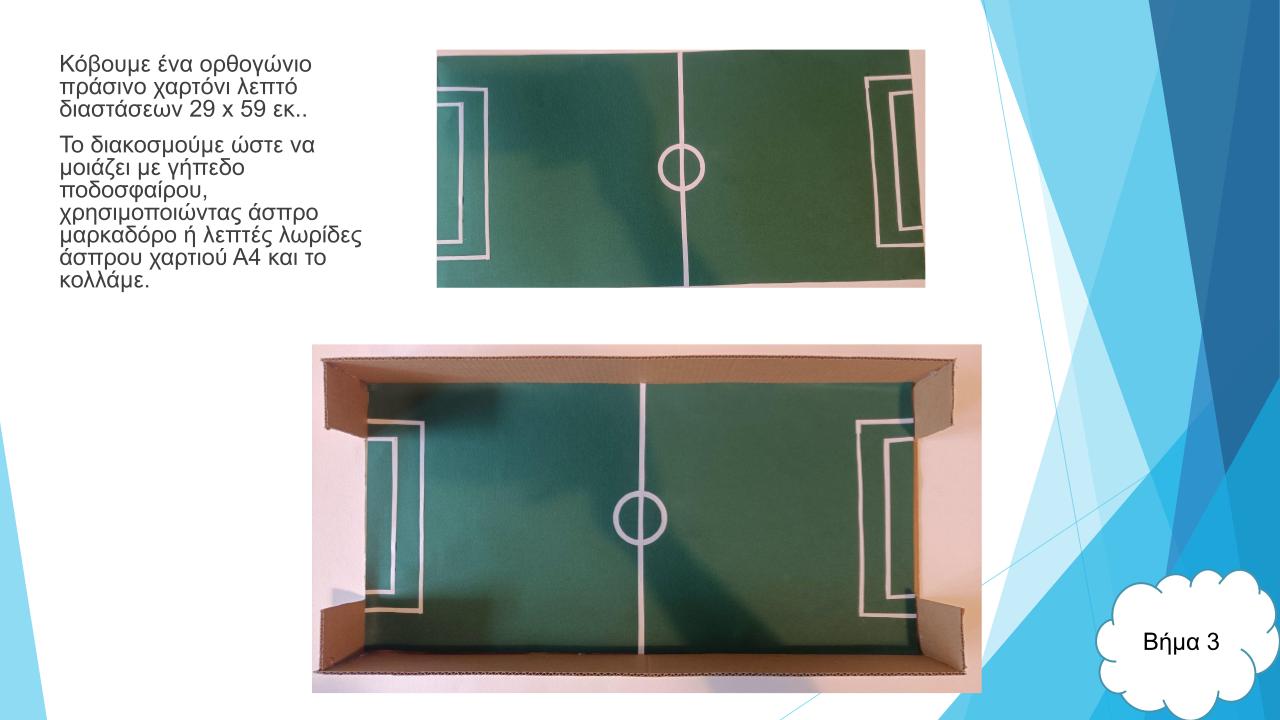 Κόβουμε ένα ορθογώνιο
πράσινο χαρτόνι λεπτό
διαστάσεων 29 x 59 εκ..
Το διακοσμούμε ώστε να
μοιάζει με γήπεδο
ποδοσφαίρου,
χρησιμοποιώντας άσπρο
μαρκαδόρο ή λεπτές λωρίδες
άσπρου χαρτιού Α4 και το
κολλάμε.
Βήμα 3